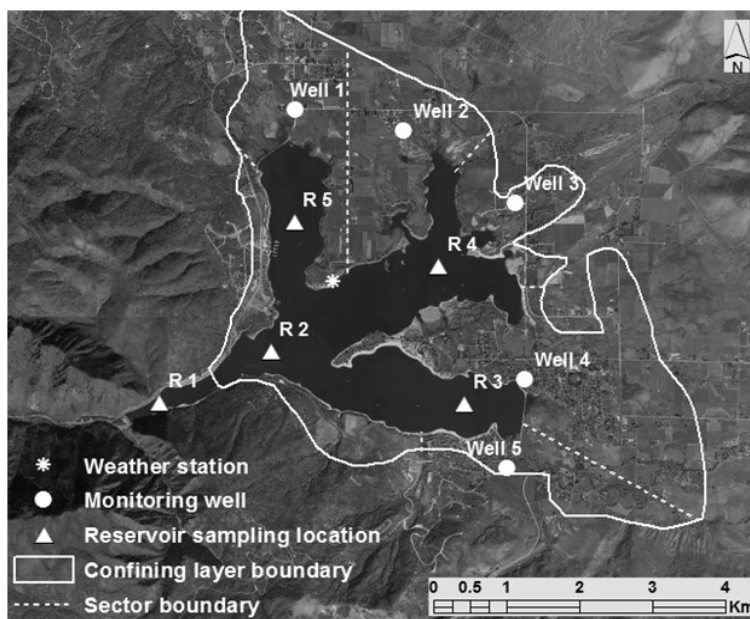 N
Well 1
Well 2
Well 3
R 5
R 4
R 2
Well 4
R 1
R 3
Well 5
Weather station
Monitoring well
Reservoir sampling location
Confining layer boundary
Sector boundary
0 0.5 1 2 3 4
Km